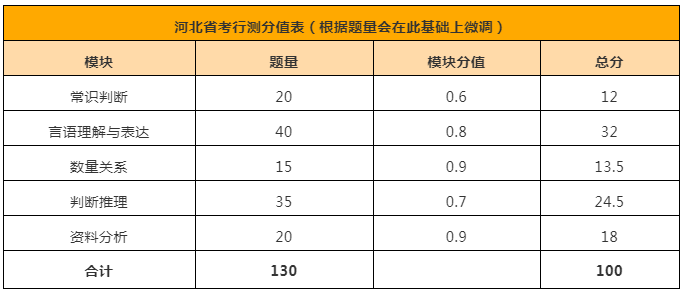 河北省考行测分值表（根据题量会在此基础上微调）
模块 题量 模块分值 总分
常识判断 20 0.6 12
言语理解与表达 40 0.8 32
数量关系 15 0.9 13.5
判断推理 35 0.7 24.5
资料分析 20 0.9 18
合计 130 100